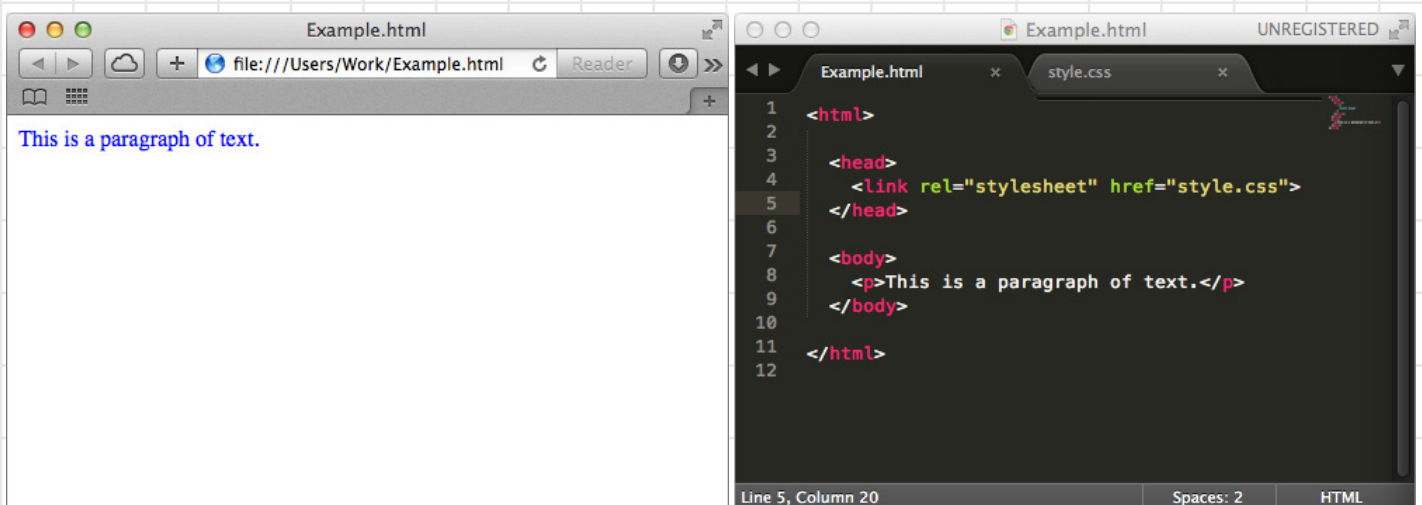 Example.html
file:///Users/Work/Example.html
Reader
This is a paragraph of text.
Example.html
UNREGISTERED
Example.html
style.css
1 <html>
2
3 <head>
4 <link rel="stylesheet" href="style.css">
5 </head>
6
7 <body>
8 <p>This is a paragraph of text.</p>
9 </body>
10
11 </html>
12
Line 5, Column 20
Spaces: 2
HTML